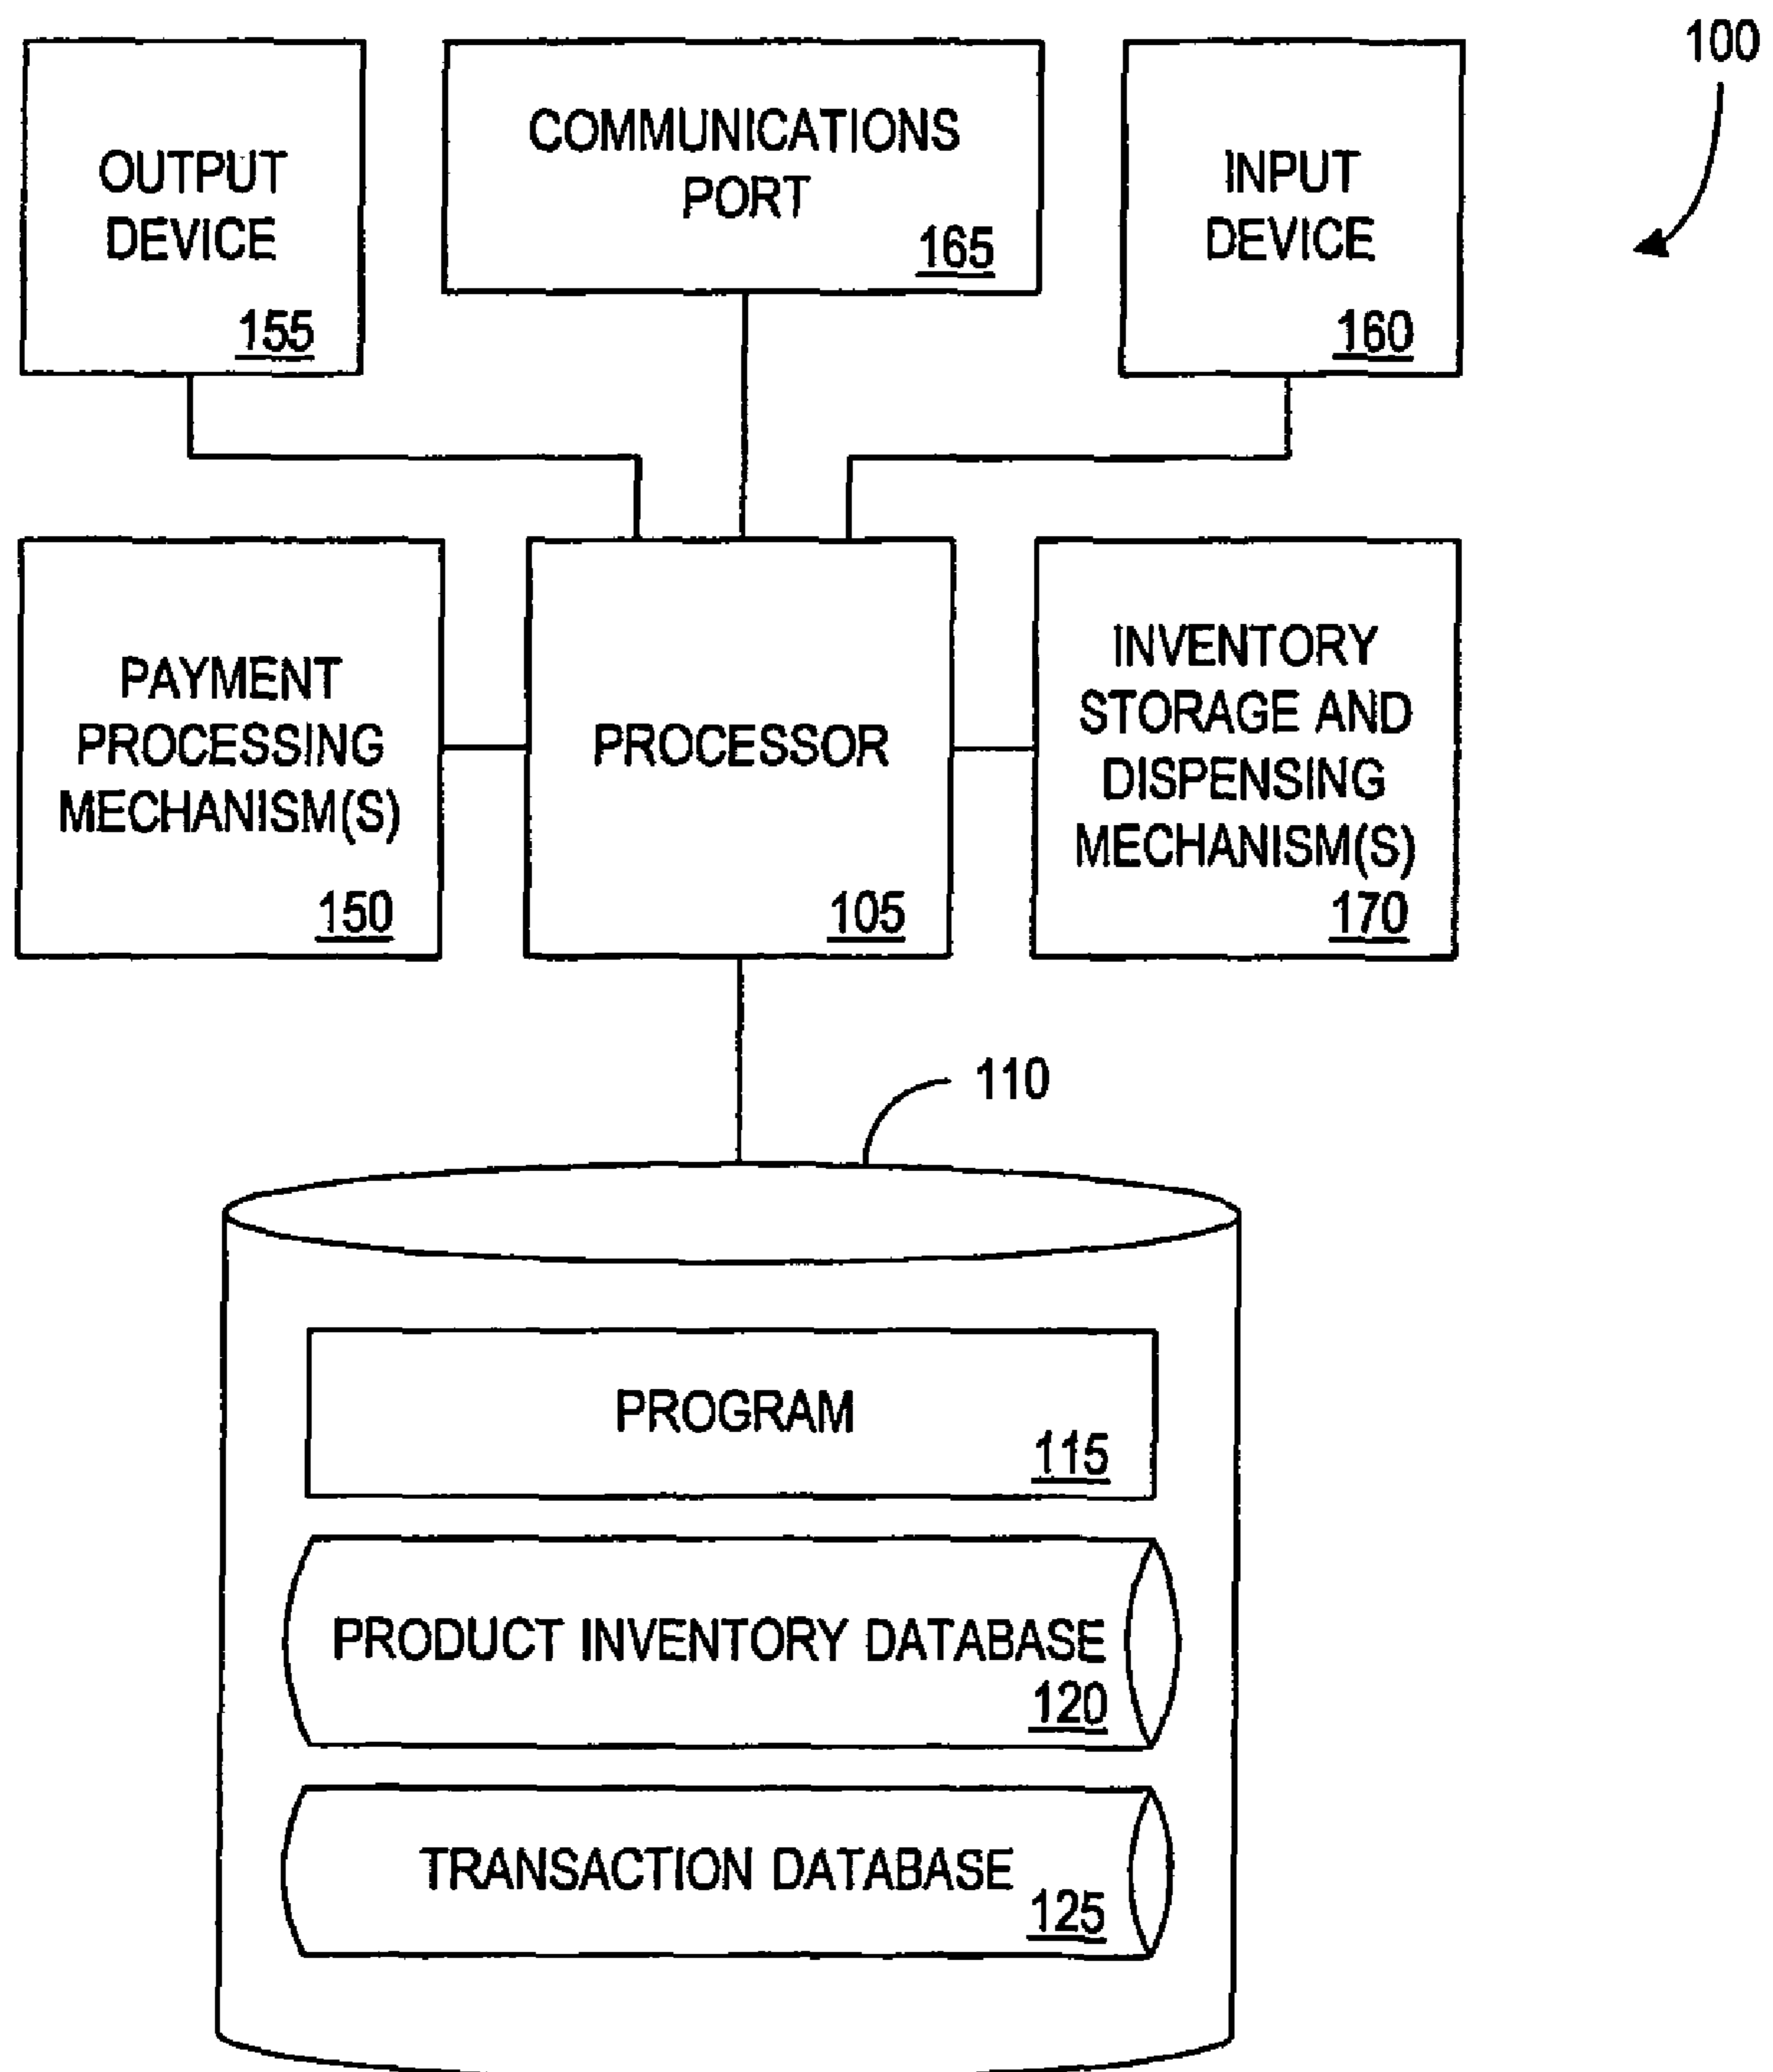 100
OUTPUT
DEVICE
155
COMMUNICATIONS
PORT
165
INPUT
DEVICE
160
PAYMENT
PROCESSING
MECHANISM(S)
150
PROCESSOR
105
INVENTORY
STORAGE AND
DISPENSING
MECHANISM(S)
170
110
PROGRAM
115
PRODUCT INVENTORY DATABASE
120
TRANSACTION DATABASE
125